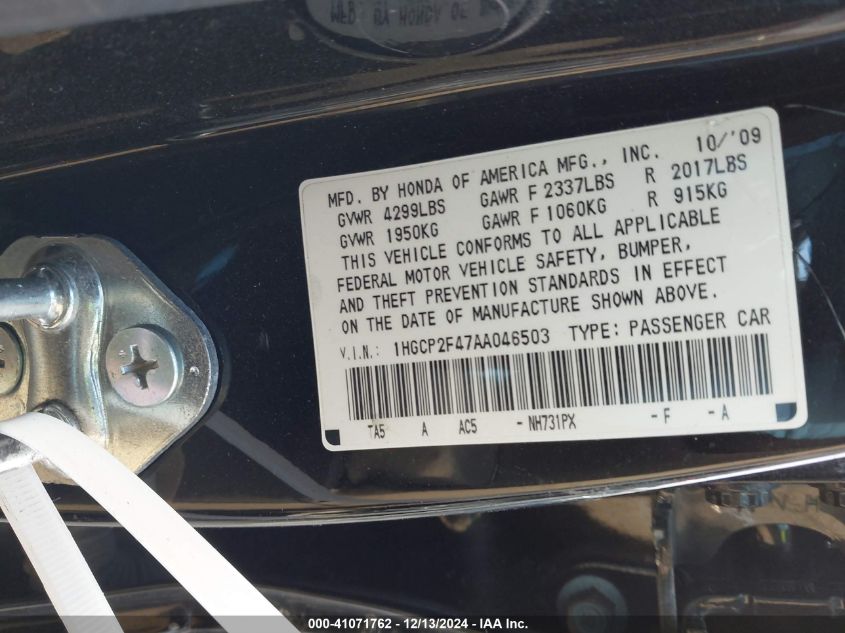 10/'09
MFD. BY HONDA OF AMERICA MFG., INC.
GVWR 4299LBS GAWR F 2337LBS R 2017LBS
GVWR 1950KG GAWR F 1060KG R 915KG
THIS VEHICLE CONFORMS TO ALL APPLICABLE
FEDERAL MOTOR VEHICLE SAFETY, BUMPER,
AND THEFT PREVENTION STANDARDS IN EFFECT
ON THE DATE OF MANUFACTURE SHOWN ABOVE.
V.I.N.: 1HGCP2F47AA046503 TYPE: PASSENGER CAR
TA5 A AC5 -NH731PX -F -A
000-41071762 - 12/13/2024 - IAA Inc.